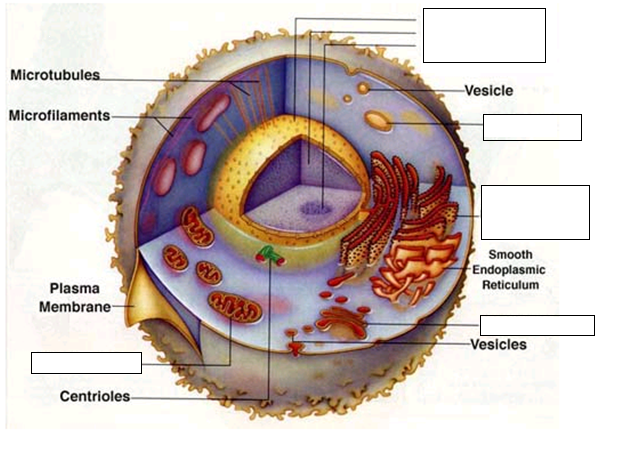 Microtubules
Microfilaments
Vesicle
Smooth
Endoplasmic
Reticulum
Plasma
Membrane
Vesicles
Centrioles